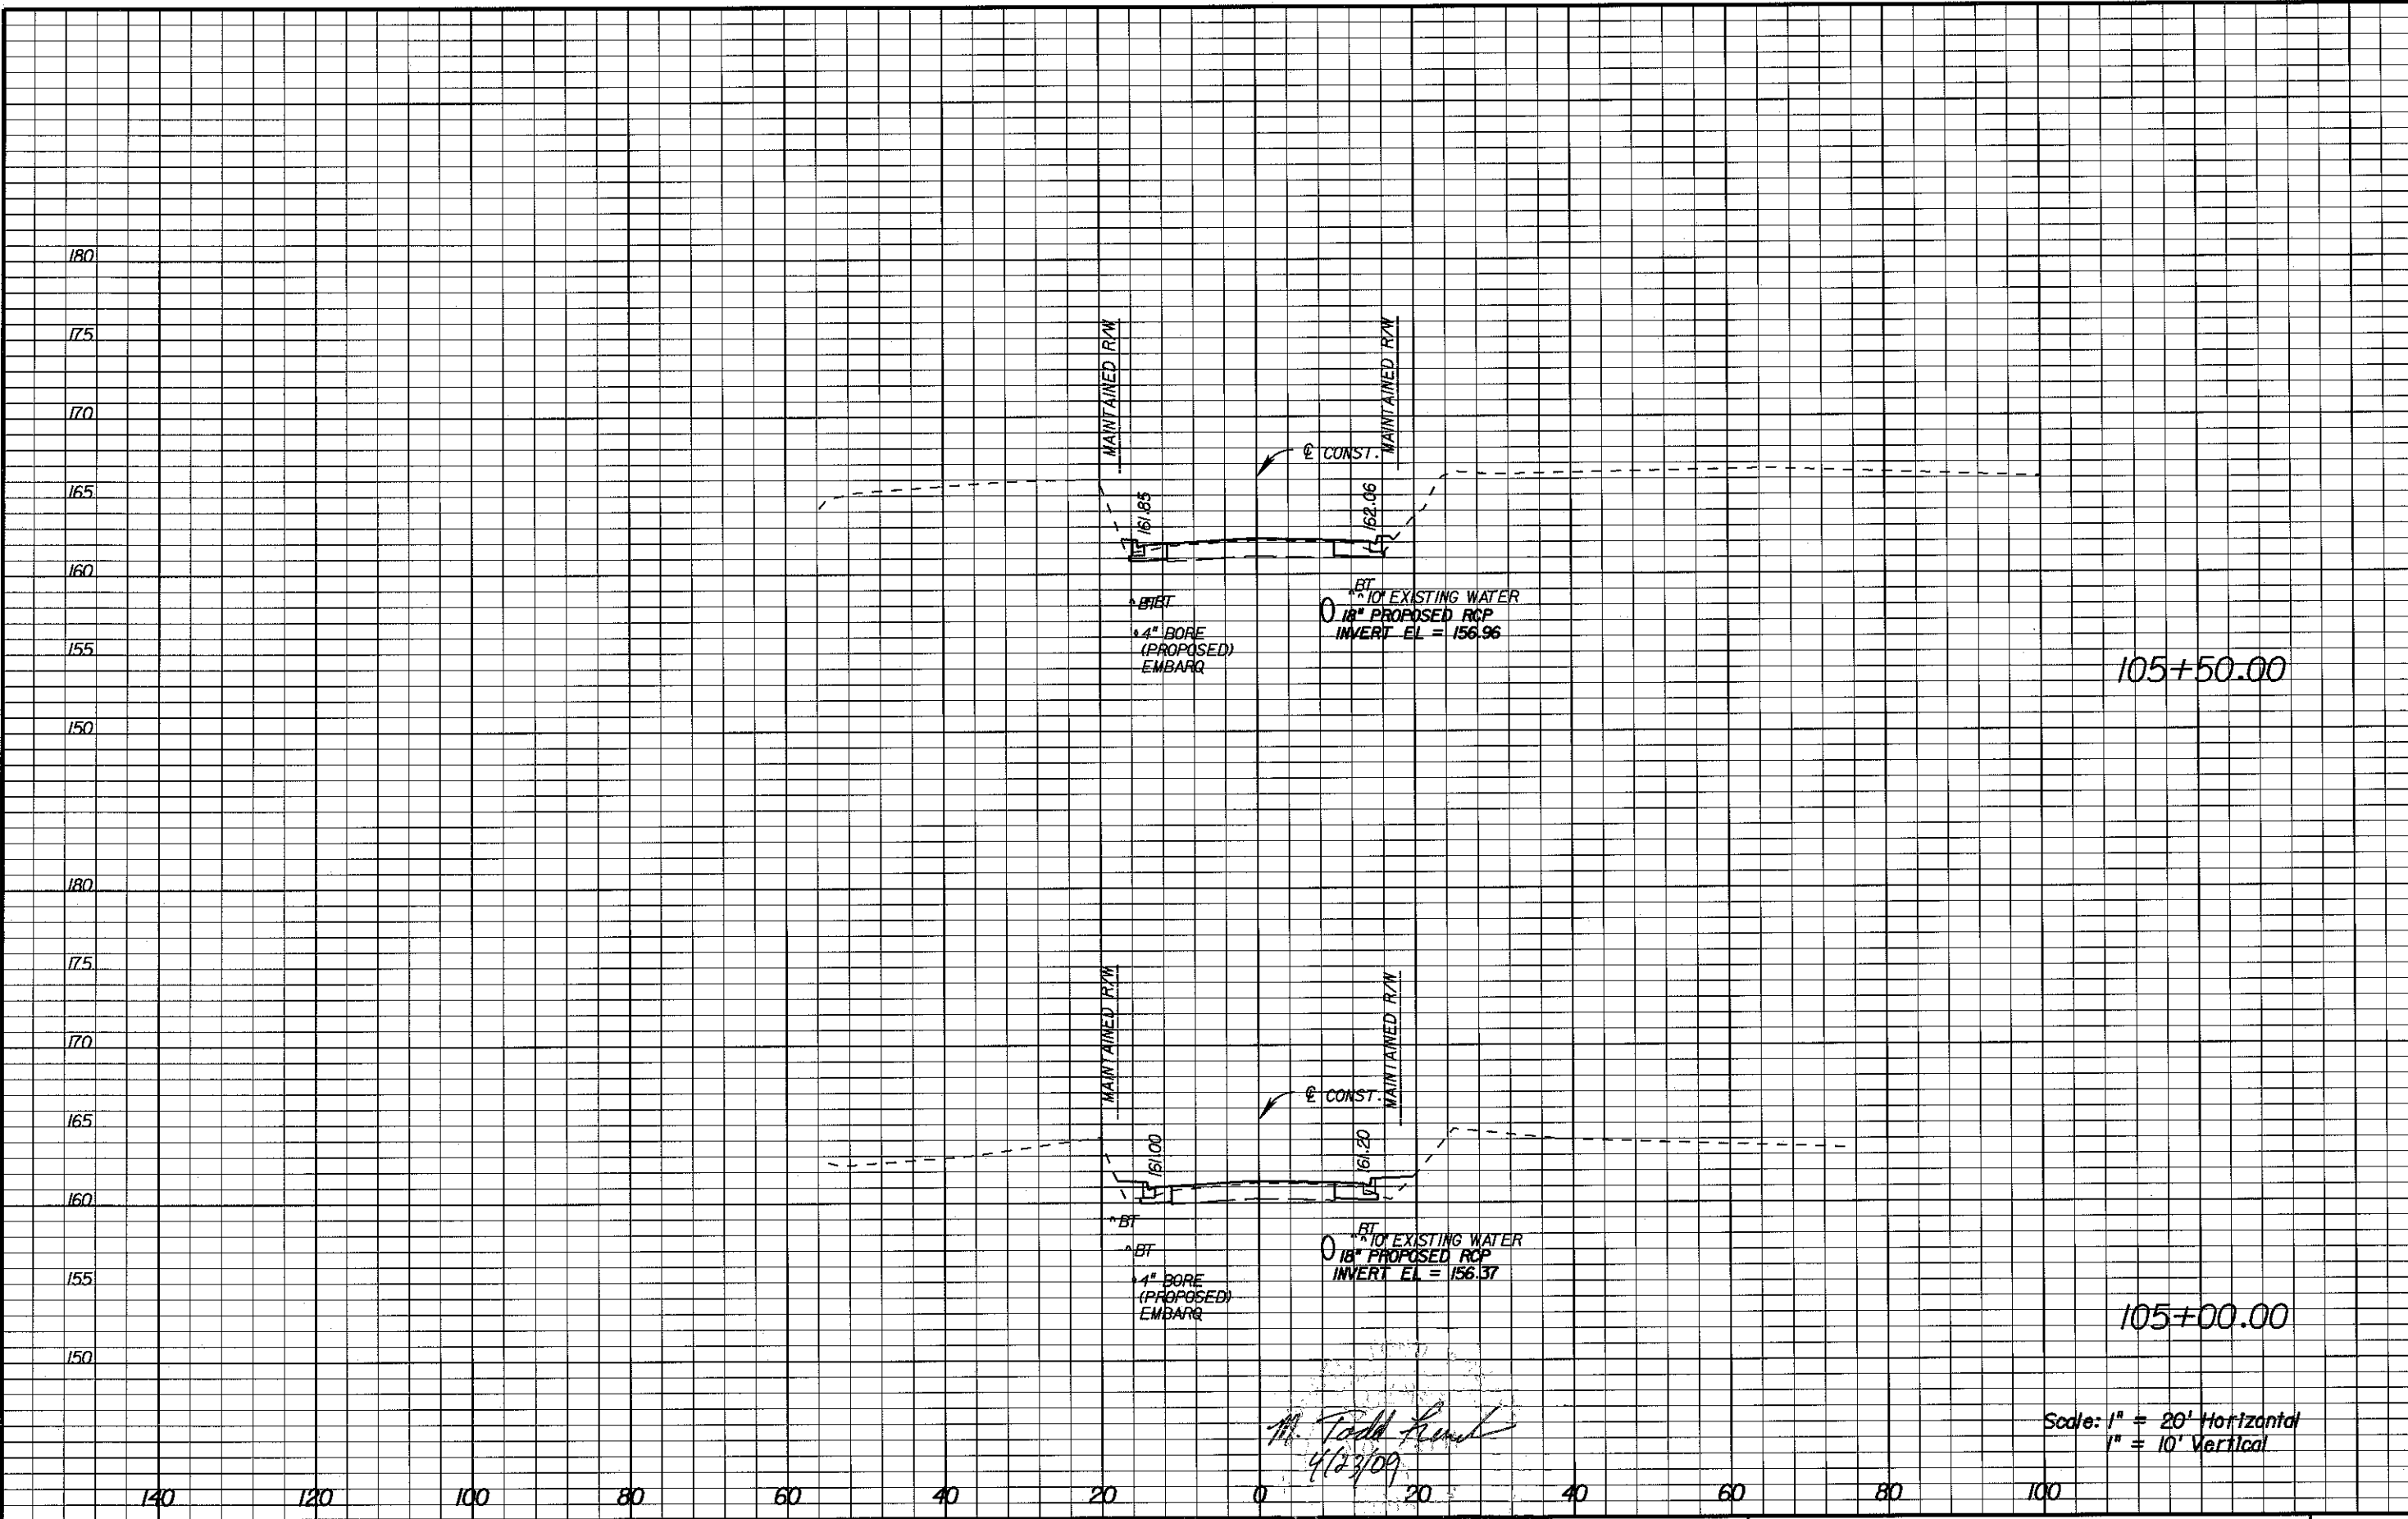 180
175
170
165
160
155
150
MAINTAINED R/W
MAINTAINED R/W
℄ CONST.
161.85
162.06
BT
4" BORE
(PROPOSED)
EMBARQ
BT
10" EXISTING WATER
18" PROPOSED RCP
INVERT EL = 156.96
105+50.00
180
175
170
165
160
155
150
MAINTAINED R/W
MAINTAINED R/W
℄ CONST.
161.00
161.20
BT
BT
4" BORE
(PROPOSED)
EMBARQ
BT
10" EXISTING WATER
18" PROPOSED RCP
INVERT EL = 156.37
105+00.00
M. Todd
4/23/09
Scale: 1" = 20' Horizontal
1" = 10' Vertical
140 120 100 80 60 40 20 0 20 40 60 80 100